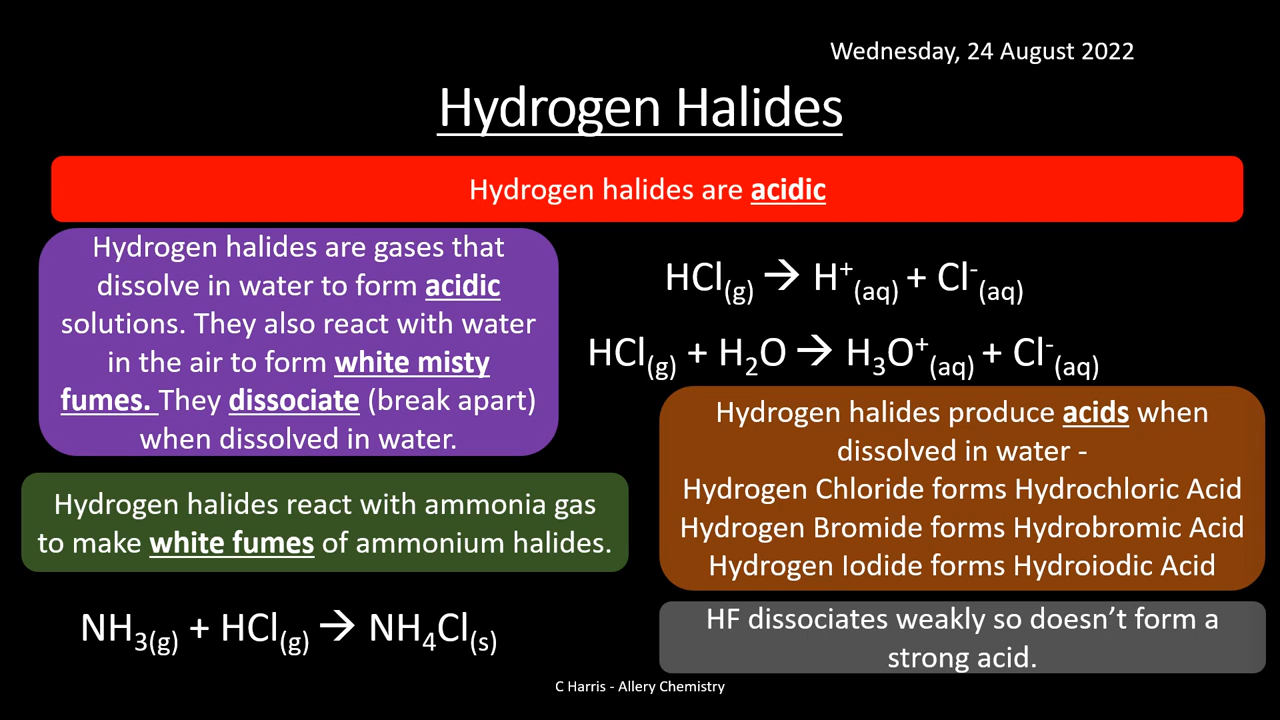 Wednesday, 24 August 2022
Hydrogen Halides
Hydrogen halides are acidic
Hydrogen halides are gases that
dissolve in water to form acidic
solutions. They also react with water
in the air to form white misty
fumes. They dissociate (break apart)
when dissolved in water.
HCl(g) → H⁺(aq) + Cl⁻(aq)
HCl(g) + H₂O → H₃O⁺(aq) + Cl⁻(aq)
Hydrogen halides produce acids when
dissolved in water -
Hydrogen Chloride forms Hydrochloric Acid
Hydrogen Bromide forms Hydrobromic Acid
Hydrogen Iodide forms Hydroiodic Acid
Hydrogen halides react with ammonia gas
to make white fumes of ammonium halides.
NH₃(g) + HCl(g) → NH₄Cl(s)
HF dissociates weakly so doesn’t form a
strong acid.
C Harris - Allery Chemistry